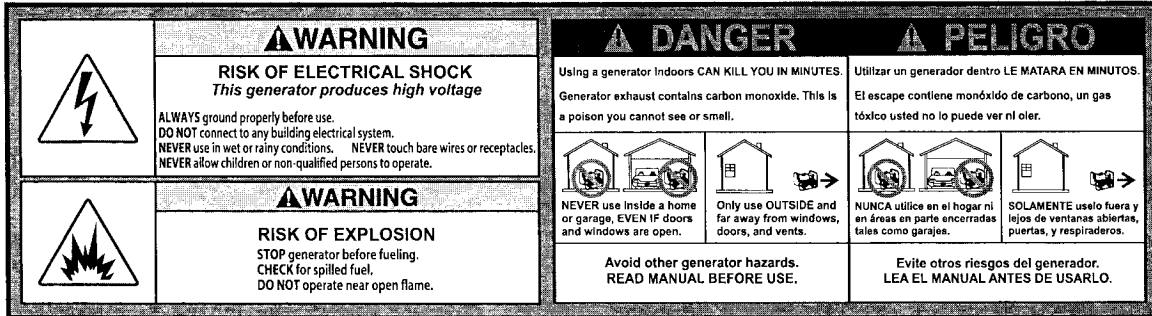 WARNING
RISK OF ELECTRICAL SHOCK
This generator produces high voltage
ALWAYS ground properly before use.
DO NOT connect to any building electrical system.
NEVER use in wet or rainy conditions. NEVER touch bare wires or receptacles.
NEVER allow children or non-qualified persons to operate.
WARNING
RISK OF EXPLOSION
STOP generator before fueling.
CHECK for spilled fuel.
DO NOT operate near open flame.
DANGER
Using a generator indoors CAN KILL YOU IN MINUTES.
Generator exhaust contains carbon monoxide. This is
a poison you cannot see or smell.
NEVER use inside a home
or garage, EVEN IF doors
and windows are open.
Only use OUTSIDE and
far away from windows,
doors, and vents.
Avoid other generator hazards.
READ MANUAL BEFORE USE.
PELIGRO
Utilizar un generador dentro LE MATARA EN MINUTOS.
El escape contiene monóxido de carbono, un gas
tóxico usted no lo puede ver ni oler.
NUNCA utilice en el hogar ni
en áreas en parte encerradas
tales como garajes.
SOLAMENTE uselo fuera y
lejos de ventanas abiertas,
puertas, y respiraderos.
Evite otros riesgos del generador.
LEA EL MANUAL ANTES DE USARLO.